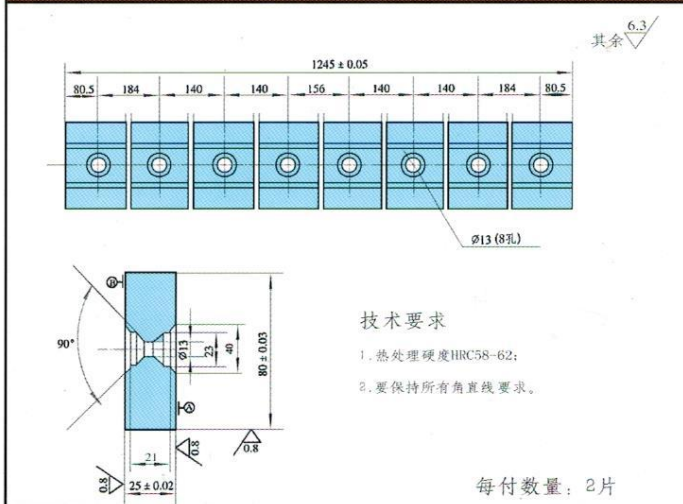 其余 6.3
1245 ± 0.05
80.5 184 140 140 156 140 140 184 80.5
Ø13 (8孔)
B
90°
Ø13
23
40
80 ± 0.03
A
21
0.8
0.8
0.8
25 ± 0.02
技术要求
1.热处理硬度HRC58-62;
2.要保持所有角直线要求。
每付数量：2片